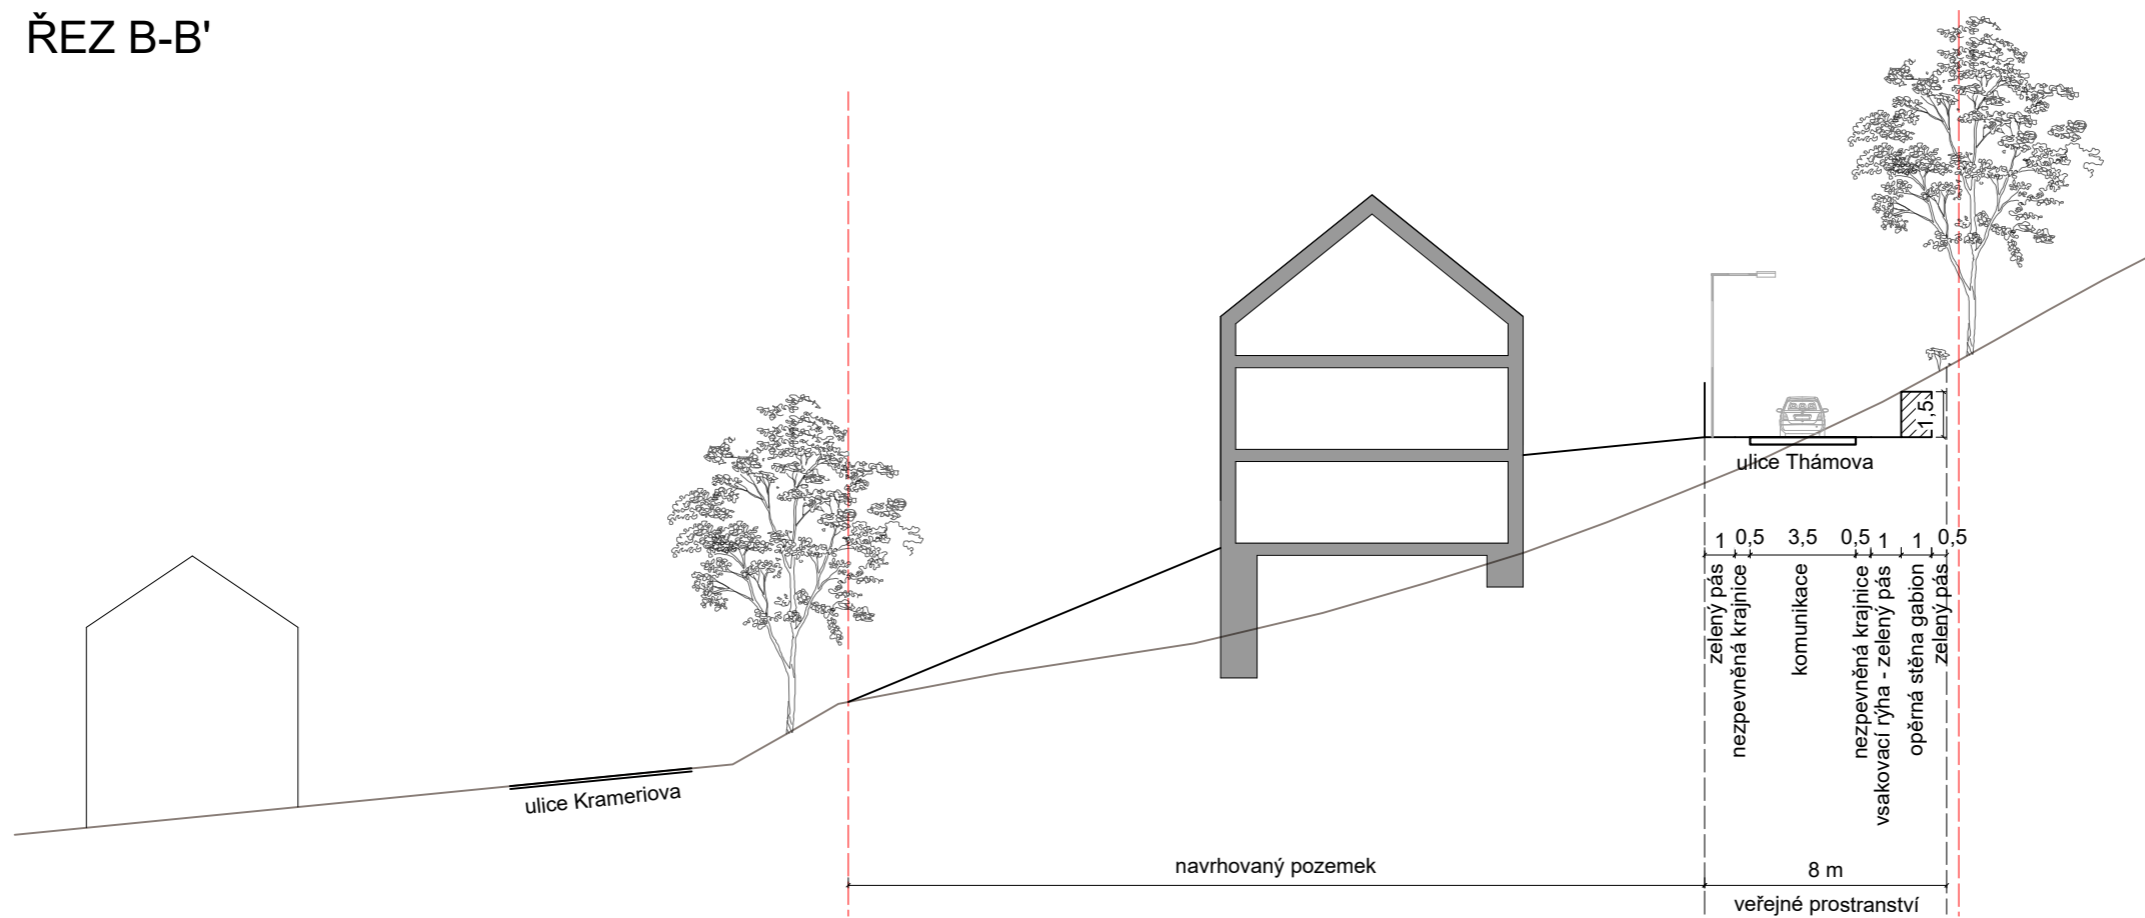 ŘEZ B-B'
1,5
ulice Thámova
1 0,5 3,5 0,5 1 1 0,5
zelený pás
nezpevněná krajnice
komunikace
nezpevněná krajnice
vsakovací rýha - zelený pás
opěrná stěna gabion
zelený pás
ulice Krameriova
navrhovaný pozemek
8 m
veřejné prostranství